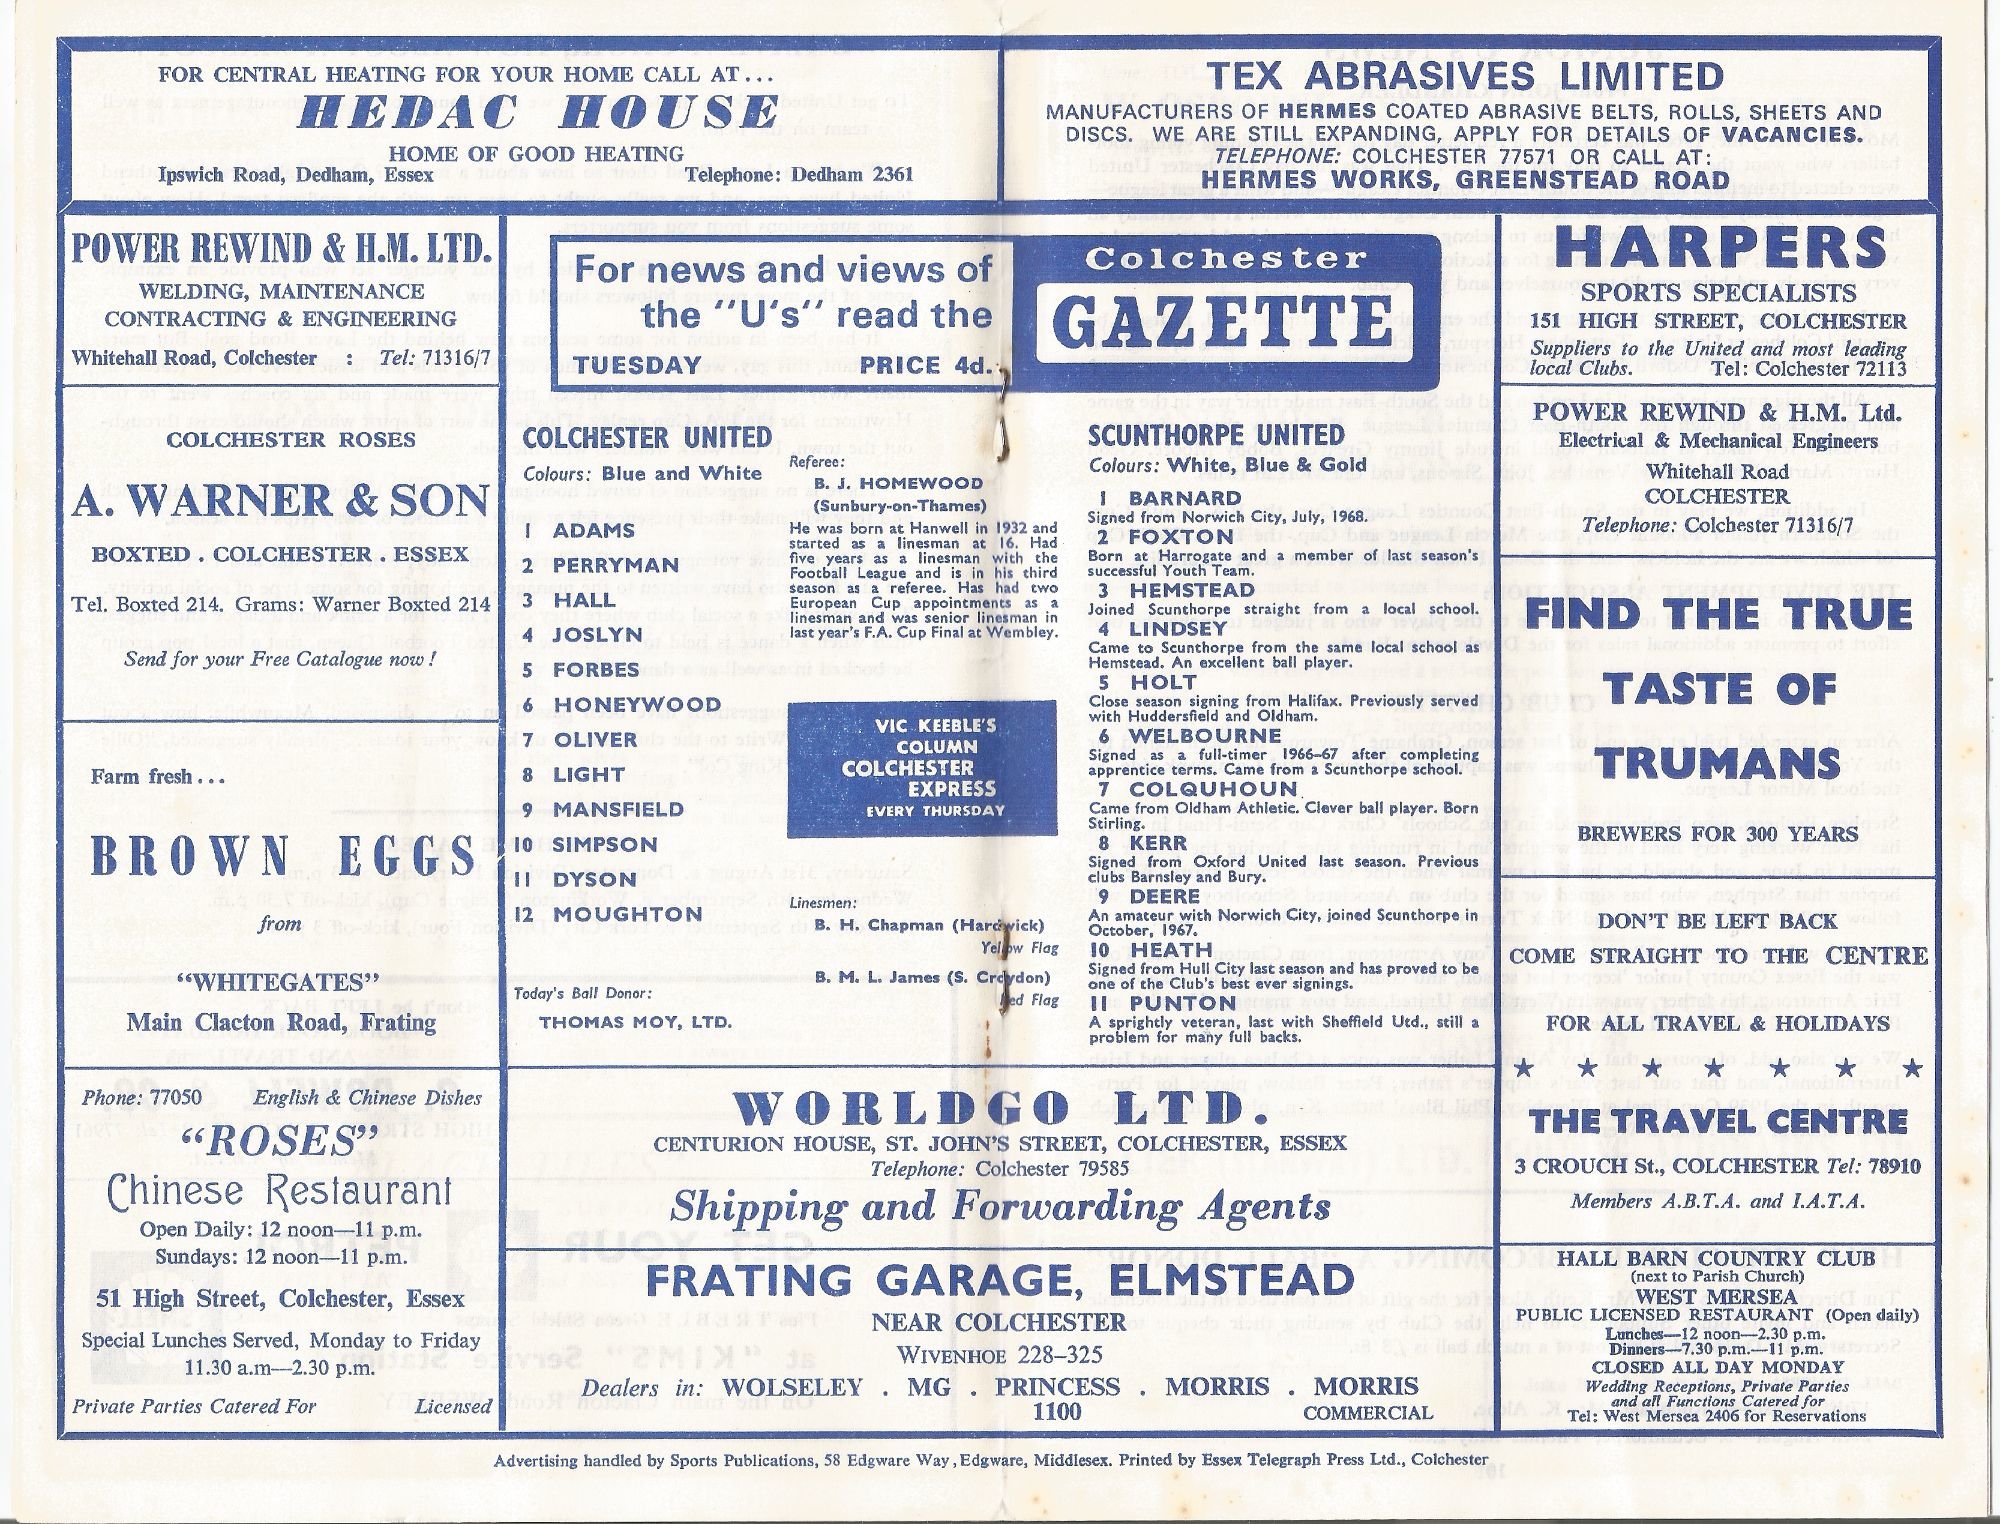 FOR CENTRAL HEATING FOR YOUR HOME CALL AT...
HEDAC HOUSE
HOME OF GOOD HEATING
Ipswich Road, Dedham, Essex Telephone: Dedham 2361
TEX ABRASIVES LIMITED
MANUFACTURERS OF HERMES COATED ABRASIVE BELTS, ROLLS, SHEETS AND
DISCS. WE ARE STILL EXPANDING, APPLY FOR DETAILS OF VACANCIES.
TELEPHONE: COLCHESTER 77571 OR CALL AT:
HERMES WORKS, GREENSTEAD ROAD
POWER REWIND & H.M. LTD.
WELDING, MAINTENANCE
CONTRACTING & ENGINEERING
Whitehall Road, Colchester : Tel: 71316/7
COLCHESTER ROSES
A. WARNER & SON
BOXTED . COLCHESTER . ESSEX
Tel. Boxted 214. Grams: Warner Boxted 214
Send for your Free Catalogue now!
Farm fresh...
BROWN EGGS
from
"WHITEGATES"
Main Clacton Road, Frating
Phone: 77050 English & Chinese Dishes
"ROSES"
Chinese Restaurant
Open Daily: 12 noon—11 p.m.
Sundays: 12 noon—11 p.m.
51 High Street, Colchester, Essex
Special Lunches Served, Monday to Friday
11.30 a.m—2.30 p.m.
Private Parties Catered For Licensed
For news and views of
the "U's" read the
TUESDAY PRICE 4d.
Colchester
GAZETTE
COLCHESTER UNITED
Colours: Blue and White
1 ADAMS
2 PERRYMAN
3 HALL
4 JOSLYN
5 FORBES
6 HONEYWOOD
7 OLIVER
8 LIGHT
9 MANSFIELD
10 SIMPSON
11 DYSON
12 MOUGHTON
Today's Ball Donor:
THOMAS MOY, LTD.
Referee:
B. J. HOMEWOOD
(Sunbury-on-Thames)
He was born at Hanwell in 1932 and
started as a linesman at 16. Had
five years as a linesman with the
Football League and is in his third
season as a referee. Has had two
European Cup appointments as a
linesman and was senior linesman in
last year's F.A. Cup Final at Wembley.
VIC KEEBLE'S
COLUMN
COLCHESTER
EXPRESS
EVERY THURSDAY
Linesmen:
B. H. Chapman (Hardwick)
Yellow Flag
B. M. L. James (S. Croydon)
Red Flag
SCUNTHORPE UNITED
Colours: White, Blue & Gold
1 BARNARD
Signed from Norwich City, July, 1968.
2 FOXTON
Born at Harrogate and a member of last season's
successful Youth Team.
3 HEMSTEAD
Joined Scunthorpe straight from a local school.
4 LINDSEY
Came to Scunthorpe from the same local school as
Hemstead. An excellent ball player.
5 HOLT
Close season signing from Halifax. Previously served
with Huddersfield and Oldham.
6 WELBOURNE
Signed as a full-timer 1966-67 after completing
apprentice terms. Came from a Scunthorpe school.
7 COLQUHOUN
Came from Oldham Athletic. Clever ball player. Born
Stirling.
8 KERR
Signed from Oxford United last season. Previous
clubs Barnsley and Bury.
9 DEERE
An amateur with Norwich City, joined Scunthorpe in
October, 1967.
10 HEATH
Signed from Hull City last season and has proved to be
one of the Club's best ever signings.
11 PUNTON
A sprightly veteran, last with Sheffield Utd., still a
problem for many full backs.
WORLDGO LTD.
CENTURION HOUSE, ST. JOHN'S STREET, COLCHESTER, ESSEX
Telephone: Colchester 79585
Shipping and Forwarding Agents
FRATING GARAGE, ELMSTEAD
NEAR COLCHESTER
WIVENHOE 228-325
Dealers in: WOLSELEY . MG . PRINCESS . MORRIS . MORRIS
1100 COMMERCIAL
HARPERS
SPORTS SPECIALISTS
151 HIGH STREET, COLCHESTER
Suppliers to the United and most leading
local Clubs. Tel: Colchester 72113
POWER REWIND & H.M. Ltd.
Electrical & Mechanical Engineers
Whitehall Road
COLCHESTER
Telephone: Colchester 71316/7
FIND THE TRUE
TASTE OF
TRUMANS
BREWERS FOR 300 YEARS
DON'T BE LEFT BACK
COME STRAIGHT TO THE CENTRE
FOR ALL TRAVEL & HOLIDAYS
THE TRAVEL CENTRE
3 CROUCH St., COLCHESTER Tel: 78910
Members A.B.T.A. and I.A.T.A.
HALL BARN COUNTRY CLUB
(next to Parish Church)
WEST MERSEA
PUBLIC LICENSED RESTAURANT (Open daily)
Lunches—12 noon—2.30 p.m.
Dinners—7.30 p.m.—11 p.m.
CLOSED ALL DAY MONDAY
Wedding Receptions, Private Parties
and all Functions Catered for
Tel: West Mersea 2406 for Reservations
Advertising handled by Sports Publications, 58 Edgware Way, Edgware, Middlesex. Printed by Essex Telegraph Press Ltd., Colchester